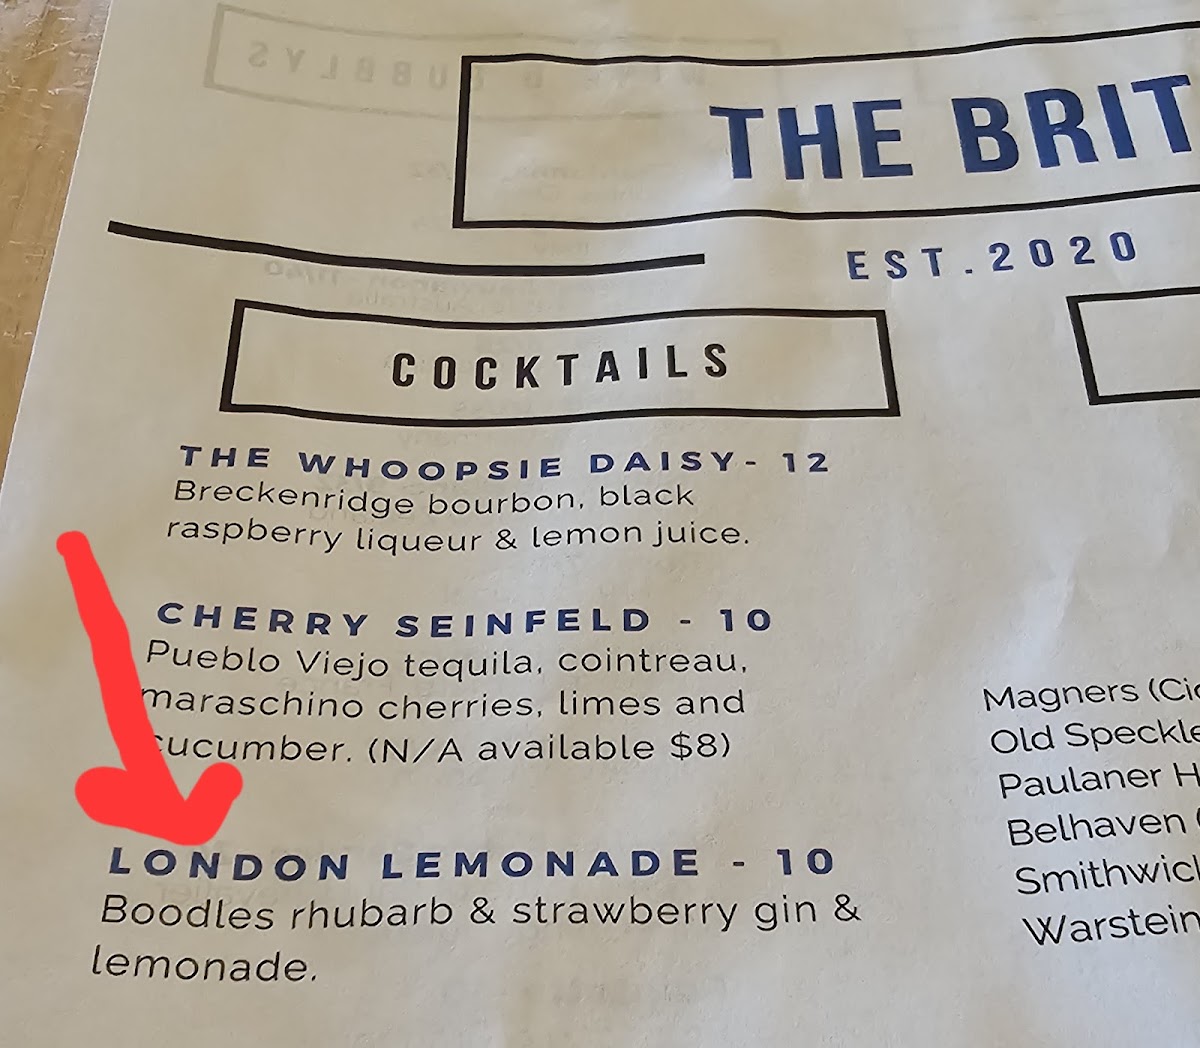 THE BRIT
EST.2020
COCKTAILS
THE WHOOPSIE DAISY- 12
Breckenridge bourbon, black
raspberry liqueur & lemon juice.
CHERRY SEINFELD - 10
Pueblo Viejo tequila, cointreau,
maraschino cherries, limes and
cucumber. (N/A available $8)
LONDON LEMONADE - 10
Boodles rhubarb & strawberry gin &
lemonade.
Magners (Ci
Old Speckle
Paulaner H
Belhaven (
Smithwic
Warstein